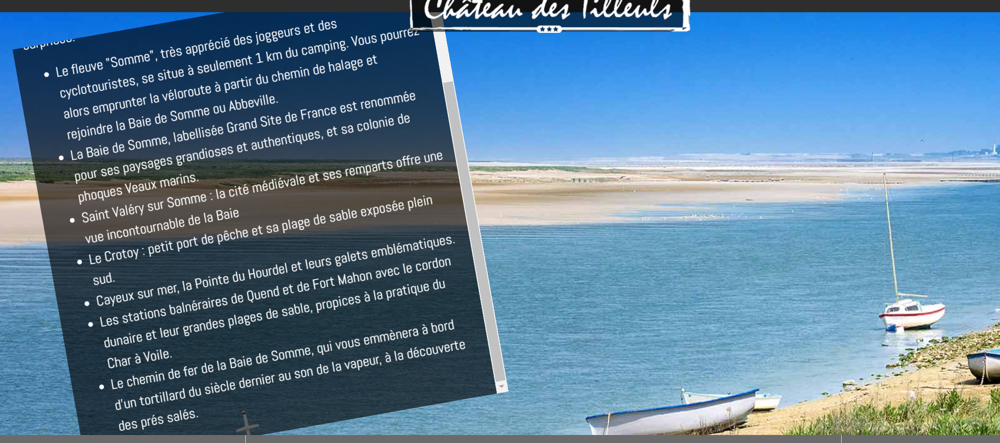 Château des Tilleuls
surprises.
Le fleuve "Somme", très apprécié des joggeurs et des
cyclotouristes, se situe à seulement 1 km du camping. Vous pourrez
alors emprunter la véloroute à partir du chemin de halage et
rejoindre la Baie de Somme ou Abbeville.
La Baie de Somme, labellisée Grand Site de France est renommée
pour ses paysages grandioses et authentiques, et sa colonie de
phoques Veaux marins.
Saint Valéry sur Somme : la cité médiévale et ses remparts offre une
vue incontournable de la Baie
Le Crotoy : petit port de pêche et sa plage de sable exposée plein
sud.
Cayeux sur mer, la Pointe du Hourdel et leurs galets emblématiques.
Les stations balnéraires de Quend et de Fort Mahon avec le cordon
dunaire et leur grandes plages de sable, propices à la pratique du
Char à Voile.
Le chemin de fer de la Baie de Somme, qui vous emmènera à bord
d'un tortillard du siècle dernier au son de la vapeur, à la découverte
des prés salés.